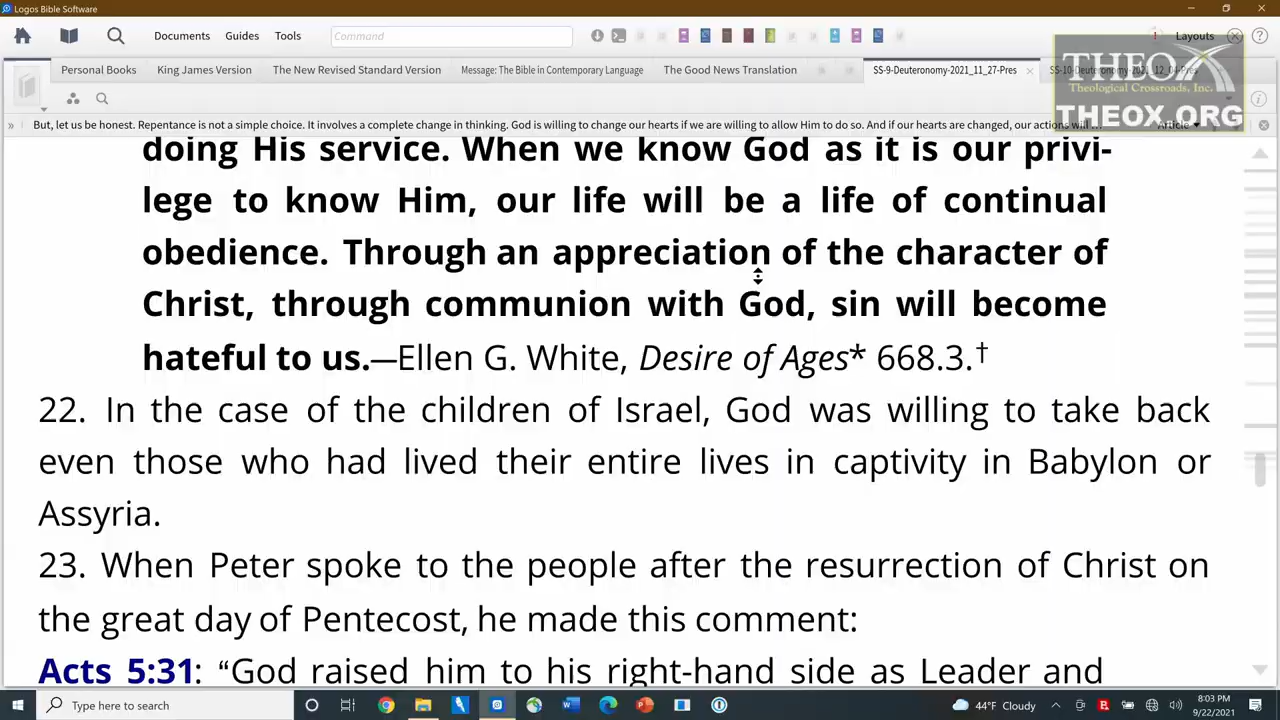 Logos Bible Software
Documents Guides Tools Command Layouts
Personal Books King James Version The New Revised Standard essage: The Bible in Contemporary Language The Good News Translation SS-9-Deuteronomy-2021_11_27-Pres
THEOX
Theological Crossroads, Inc.
THEOX.ORG
But, let us be honest. Repentance is not a simple choice. It involves a complete change in thinking. God is willing to change our hearts if we are willing to allow Him to do so. And if our hearts are changed, our actions will ... Article
doing His service. When we know God as it is our privi-
lege to know Him, our life will be a life of continual
obedience. Through an appreciation of the character of
Christ, through communion with God, sin will become
hateful to us.—Ellen G. White, Desire of Ages* 668.3.†
22. In the case of the children of Israel, God was willing to take back
even those who had lived their entire lives in captivity in Babylon or
Assyria.
23. When Peter spoke to the people after the resurrection of Christ on
the great day of Pentecost, he made this comment:
Acts 5:31: “God raised him to his right-hand side as Leader and
Type here to search
44°F Cloudy
8:03 PM
9/22/2021